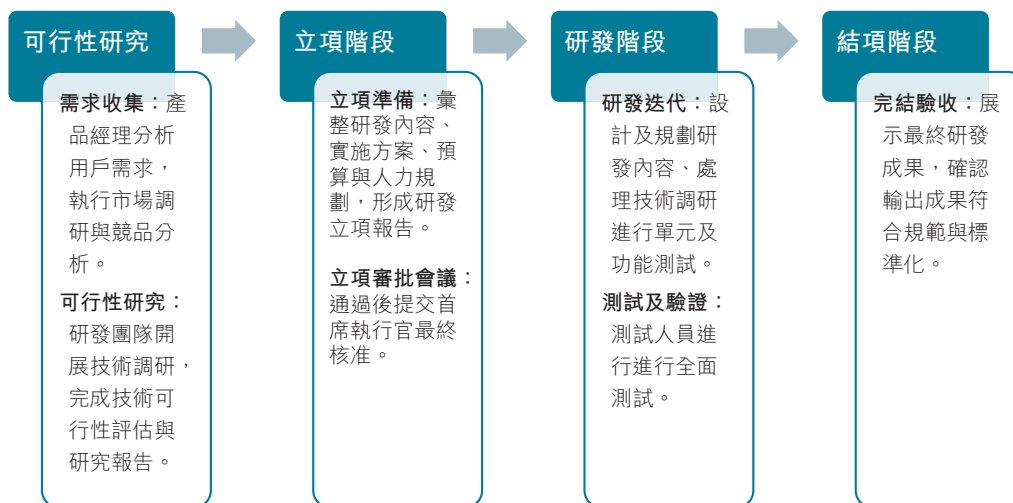 可行性研究
需求收集：產
品經理分析
用戶需求，
執行市場調
研與競品分
析。
可行性研究：
研發團隊開
展技術調研，
完成技術可
行性評估與
研究報告。
立項階段
立項準備：彙
整研發內容、
實施方案、預
算與人力規
劃，形成研發
立項報告。
立項審批會議：
通過後提交首
席執行官最終
核准。
研發階段
研發迭代：設
計及規劃研
發內容、處
理技術調研
進行單元及
功能測試。
測試及驗證：
測試人員進
行進行全面
測試。
結項階段
完結驗收：展
示最終研發
成果，確認
輸出成果符
合規範與標
準化。